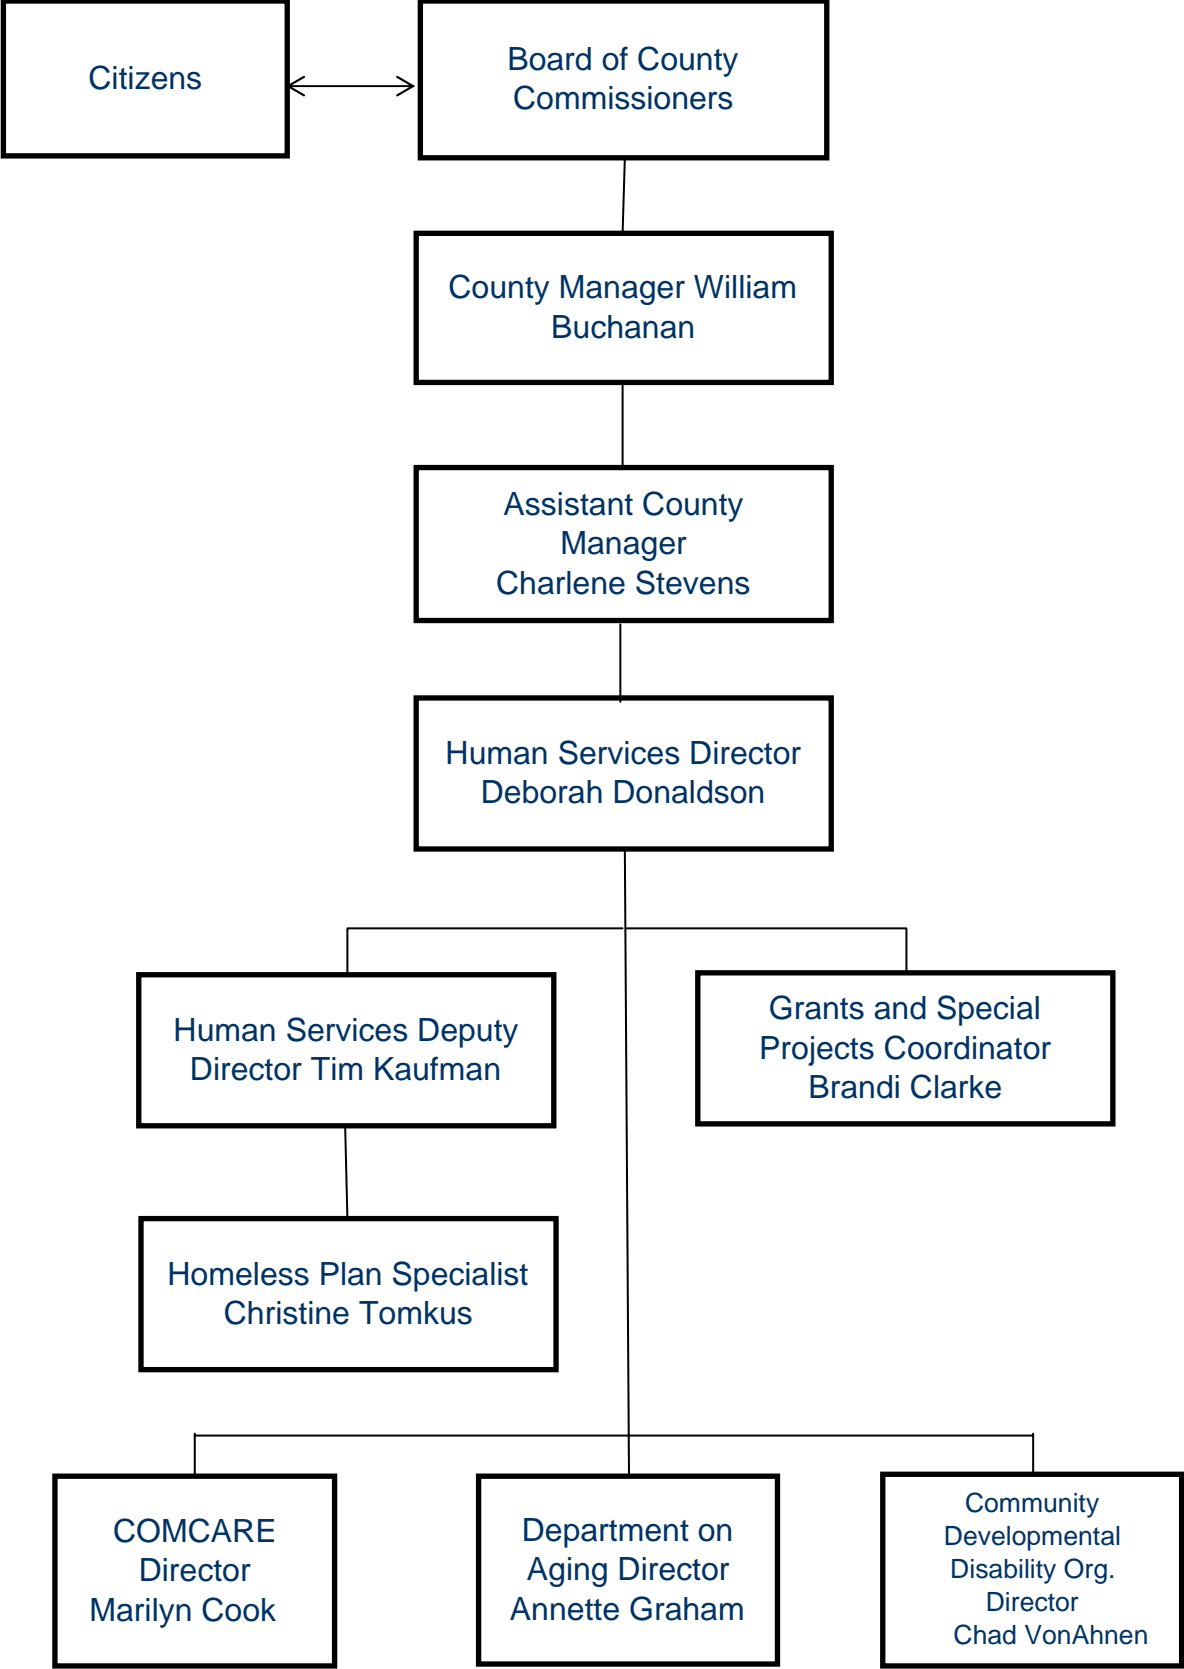 Citizens
Board of County
Commissioners
County Manager William
Buchanan
Assistant County
Manager
Charlene Stevens
Human Services Director
Deborah Donaldson
Human Services Deputy
Director Tim Kaufman
Grants and Special
Projects Coordinator
Brandi Clarke
Homeless Plan Specialist
Christine Tomkus
COMCARE
Director
Marilyn Cook
Department on
Aging Director
Annette Graham
Community
Developmental
Disability Org.
Director
Chad VonAhnen